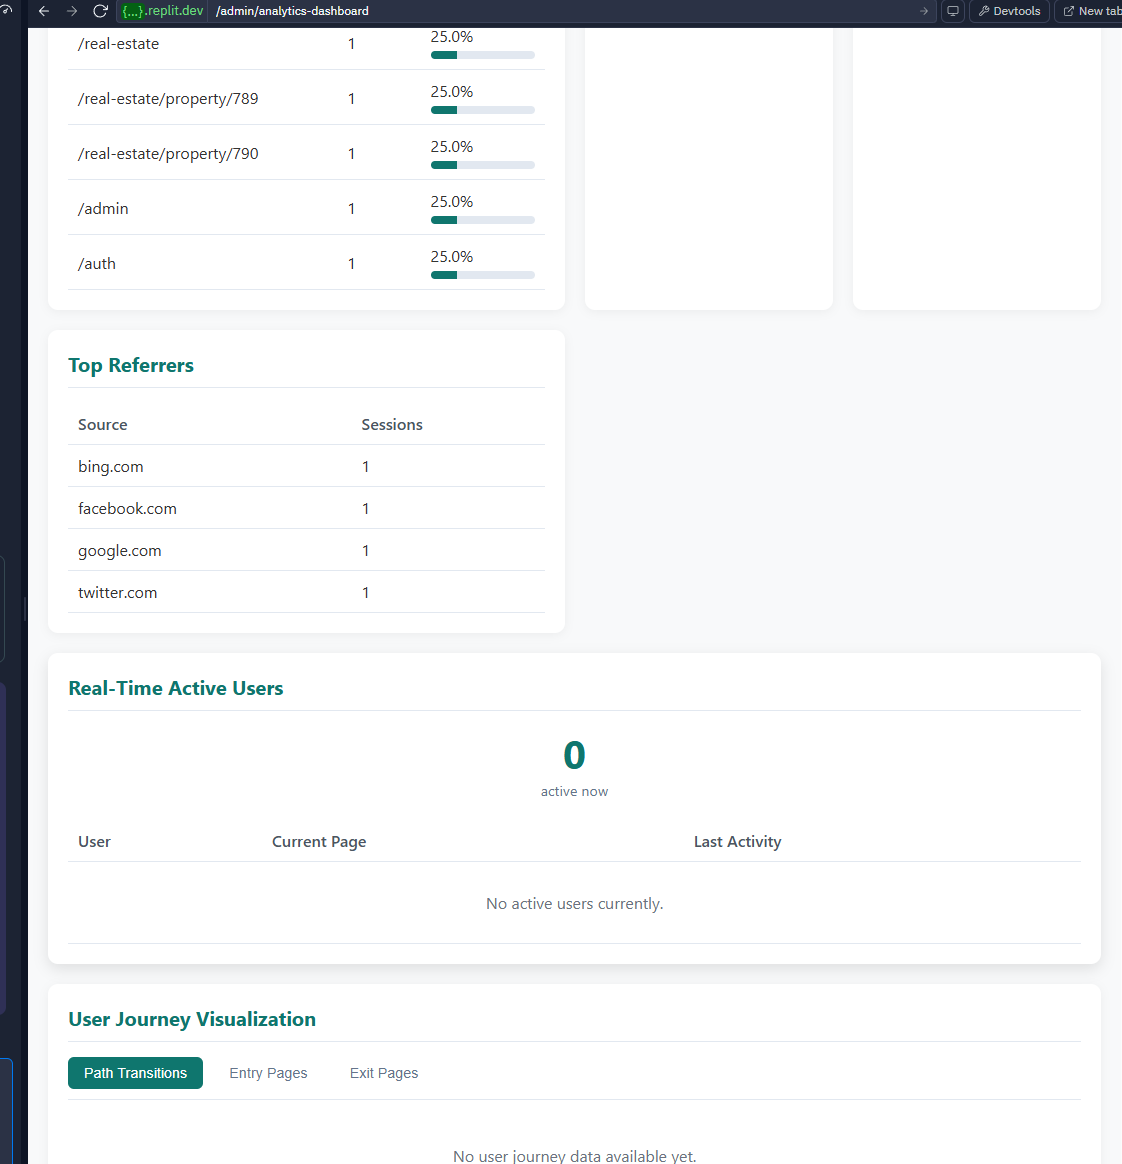 {...}.replit.dev /admin/analytics-dashboard Devtools New tab
/real-estate 1 25.0%
/real-estate/property/789 1 25.0%
/real-estate/property/790 1 25.0%
/admin 1 25.0%
/auth 1 25.0%
Top Referrers
Source Sessions
bing.com 1
facebook.com 1
google.com 1
twitter.com 1
Real-Time Active Users
0
active now
User Current Page Last Activity
No active users currently.
User Journey Visualization
Path Transitions Entry Pages Exit Pages
No user journey data available yet.